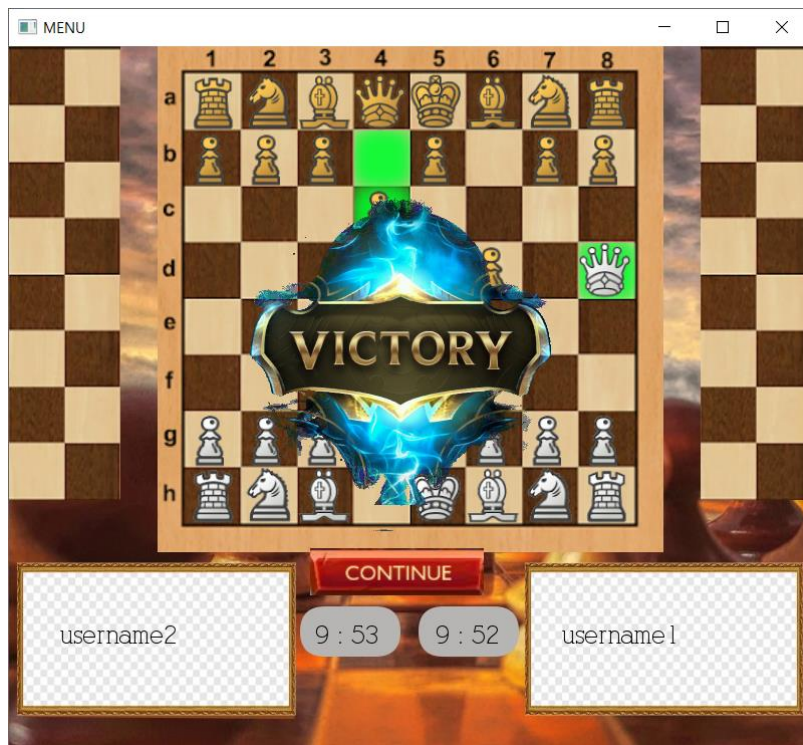 MENU
1 2 3 4 5 6 7 8
a
b
c
d
e
f
g
h
VICTORY
CONTINUE
username2
9 : 53
9 : 52
username1